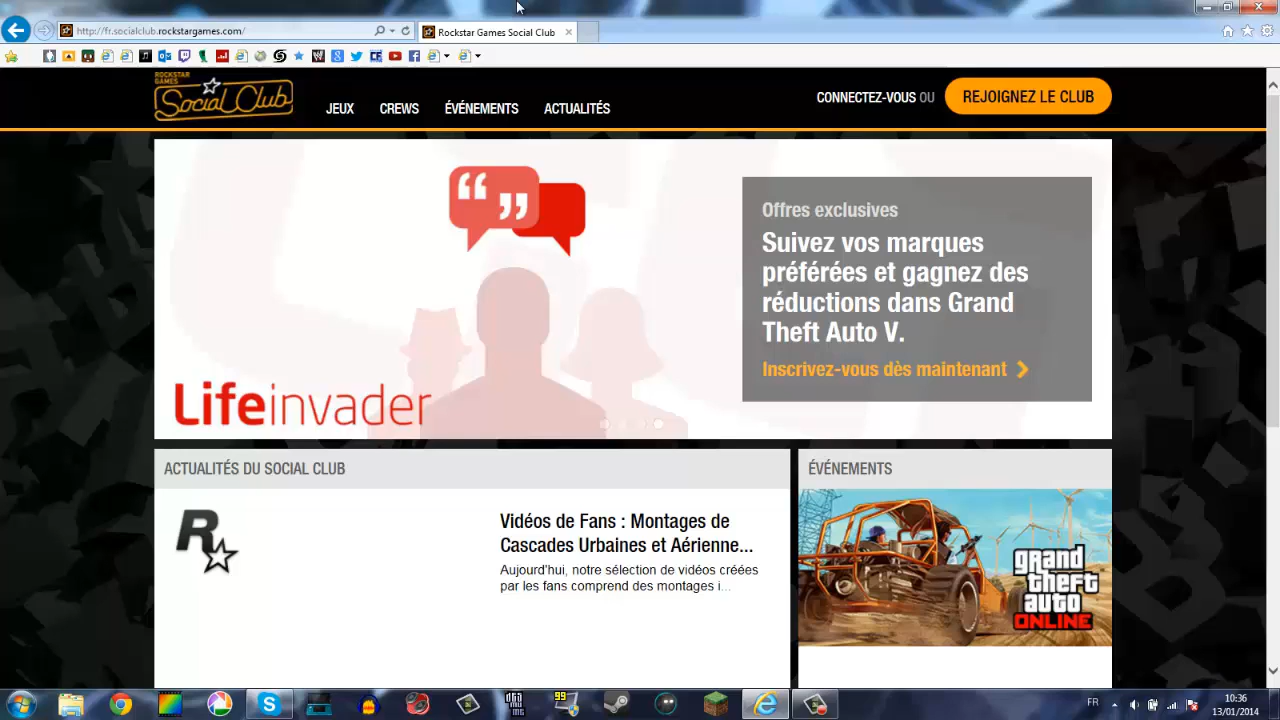 http://fr.socialclub.rockstargames.com/
Rockstar Games Social Club
ROCKSTAR GAMES
Social Club
JEUX
CREWS
ÉVÉNEMENTS
ACTUALITÉS
CONNECTEZ-VOUS OU
REJOIGNEZ LE CLUB
Offres exclusives
Suivez vos marques
préférées et gagnez des
réductions dans Grand
Theft Auto V.
Inscrivez-vous dès maintenant
Lifeinvader
ACTUALITÉS DU SOCIAL CLUB
ÉVÉNEMENTS
R
Vidéos de Fans : Montages de
Cascades Urbaines et Aérienne...
Aujourd'hui, notre sélection de vidéos créées
par les fans comprend des montages i...
grand
theft
auto
ONLINE
FR
10:36
13/01/2014